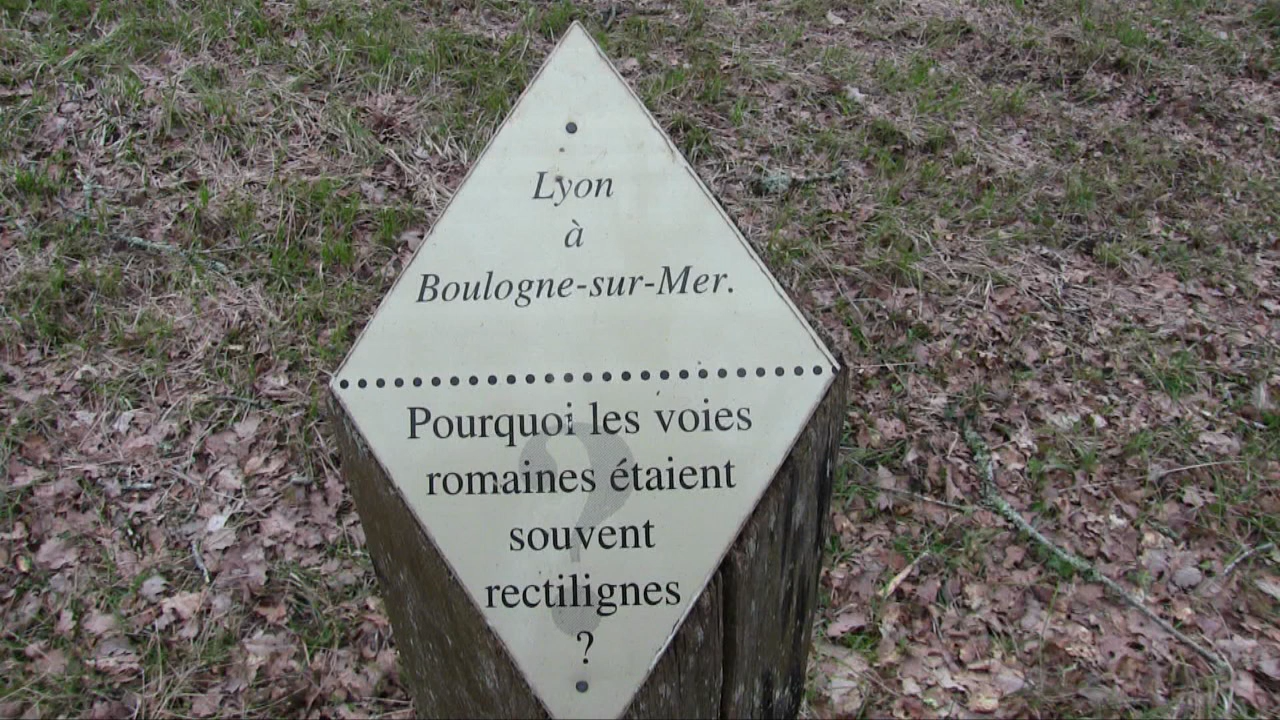 Lyon
à
Boulogne-sur-Mer.
Pourquoi les voies
romaines étaient
souvent
rectilignes
?